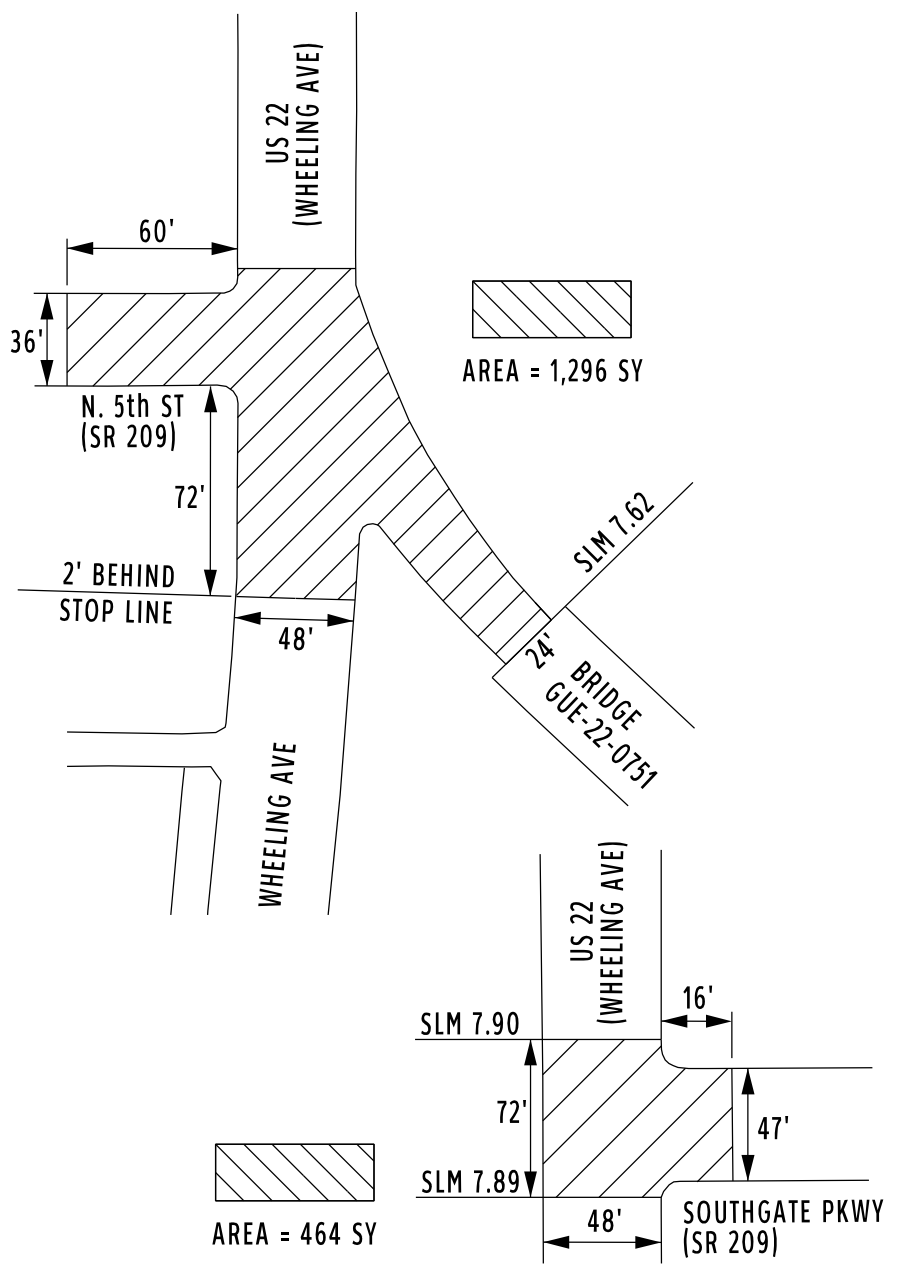 US 22
(WHEELING AVE)
60'
36'
AREA = 1,296 SY
N. 5th ST
(SR 209)
72'
SLM 7.62
2' BEHIND
STOP LINE
48'
24'
BRIDGE
GUE-22-0751
WHEELING AVE
US 22
(WHEELING AVE)
16'
SLM 7.90
72'
47'
SLM 7.89
AREA = 464 SY
48'
SOUTHGATE PKWY
(SR 209)